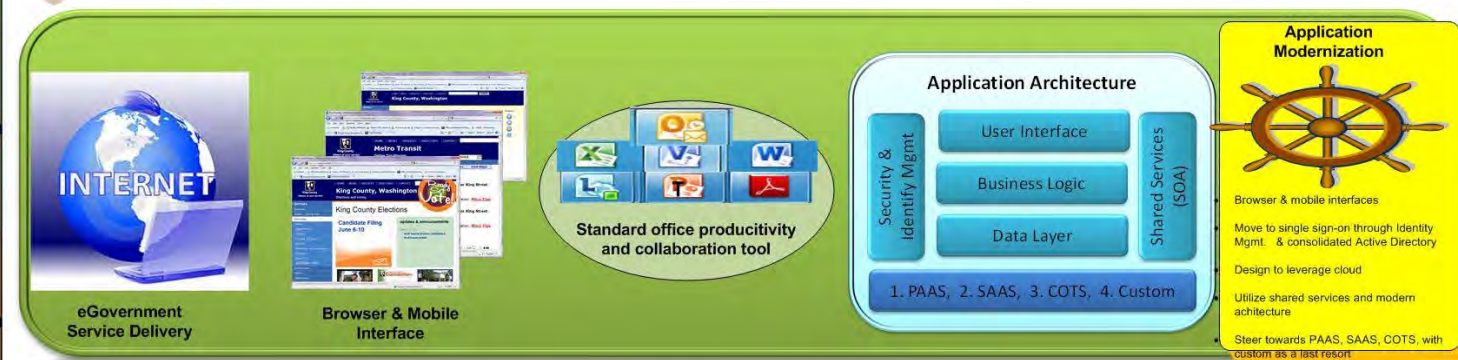 INTERNET
eGovernment
Service Delivery
King County, Washington
Metro Transit
King County, Washington
King County Elections
Candidate Filing
June 6-10
Browser & Mobile
Interface
Standard office producitivity
and collaboration tool
Application Architecture
Security &
Identify Mgmt
User Interface
Business Logic
Data Layer
Shared Services
(SOA)
1. PAAS, 2. SAAS, 3. COTS, 4. Custom
Application
Modernization
Browser & mobile interfaces
Move to single sign-on through Identity
Mgmt. & consolidated Active Directory
Design to leverage cloud
Utilize shared services and modern
achitecture
Steer towards PAAS, SAAS, COTS, with
custom as a last resort